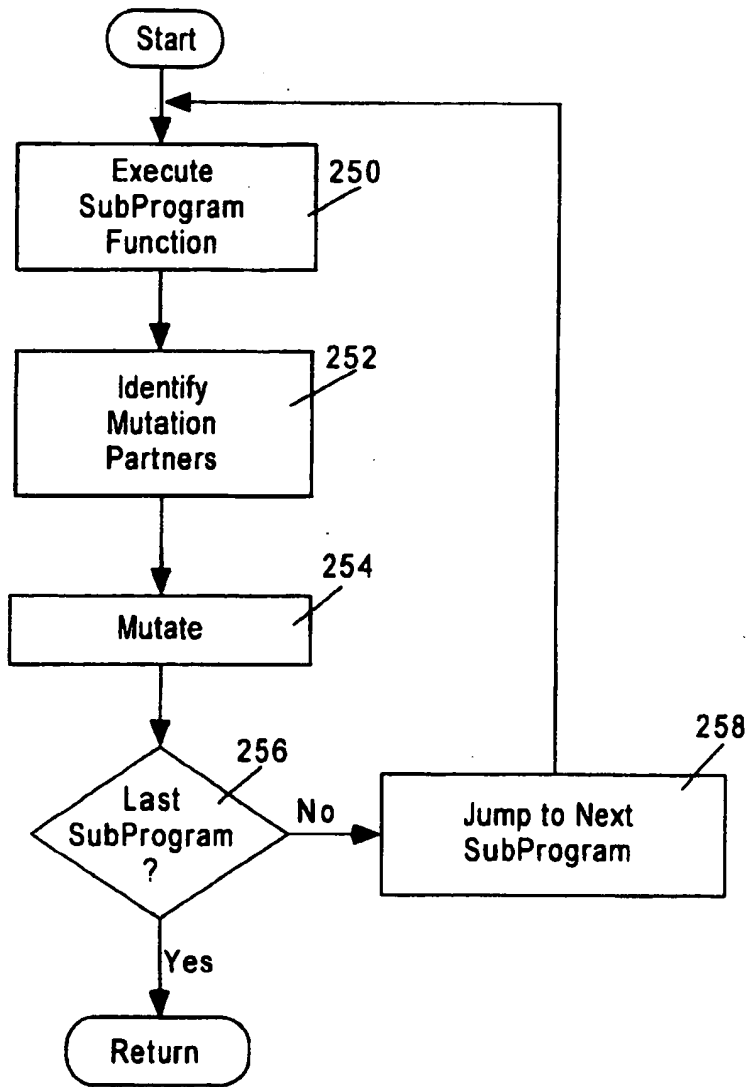 Start
Execute
SubProgram
Function
250
Identify
Mutation
Partners
252
Mutate
254
Last
SubProgram
?
256
No
Jump to Next
SubProgram
258
Yes
Return